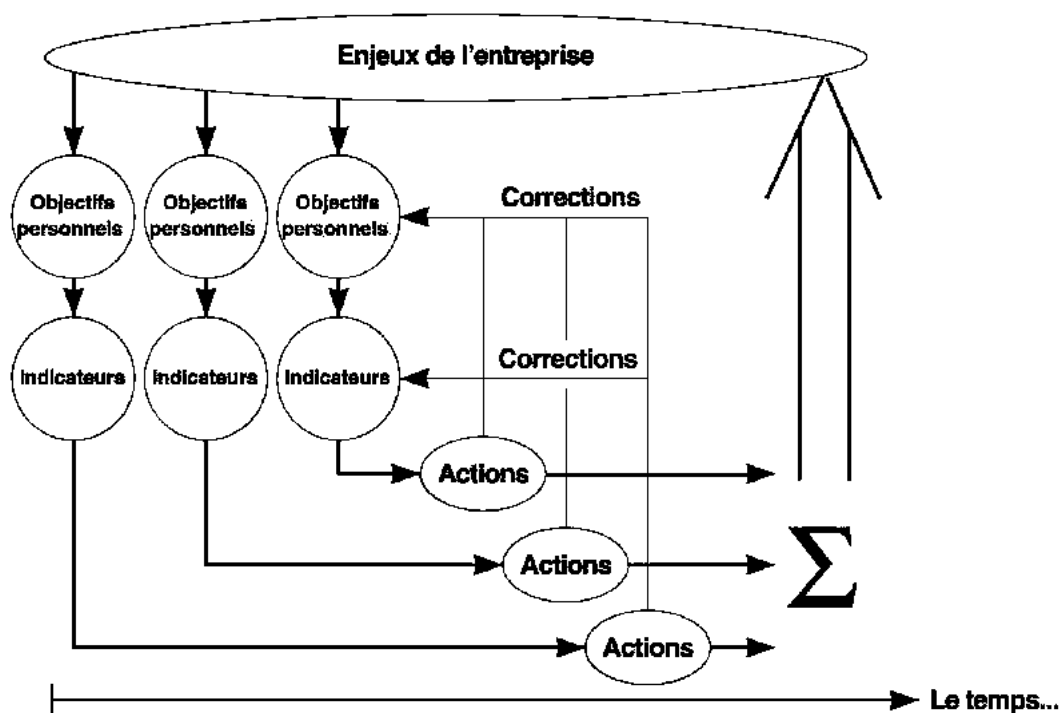 Enjeux de l'entreprise
Objectifs
personnels
Objectifs
personnels
Objectifs
personnels
Corrections
Indicateurs
Indicateurs
Indicateurs
Corrections
Actions
Actions
Σ
Actions
Le temps...